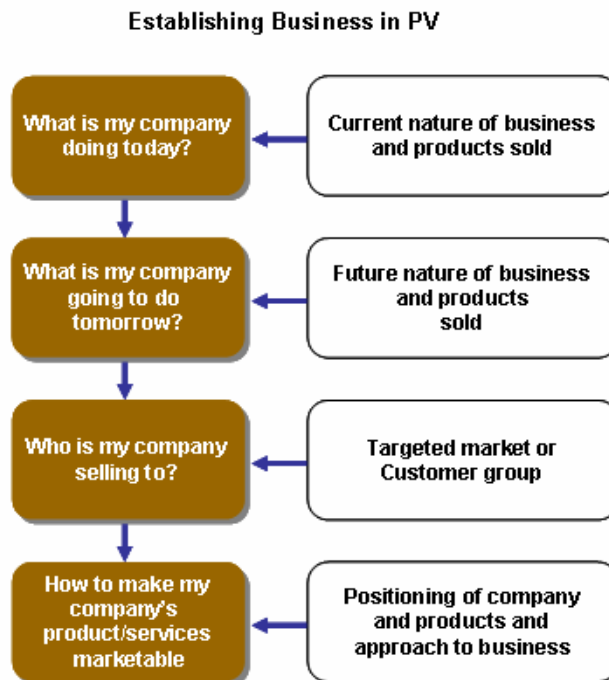 Establishing Business in PV
What is my company
doing today?
Current nature of business
and products sold
What is my company
going to do
tomorrow?
Future nature of business
and products
sold
Who is my company
selling to?
Targeted market or
Customer group
How to make my
company's
product/services
marketable
Positioning of company
and products and
approach to business